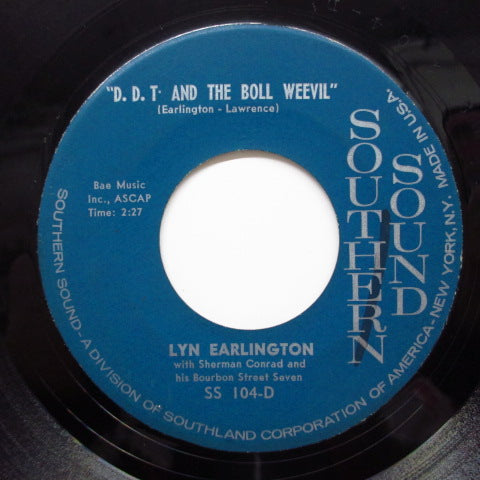 "D. D. T. AND THE BOLL WEEVIL"
(Earlington - Lawrence)
Bae Music
Inc., ASCAP
Time: 2:27
SOUTHERN
SOUND
LYN EARLINGTON
with Sherman Conrad and
his Bourbon Street Seven
SS 104-D
SOUTHERN SOUND - A DIVISION OF SOUTHLAND CORPORATION OF AMERICA - NEW YORK, N.Y. MADE IN U.S.A.